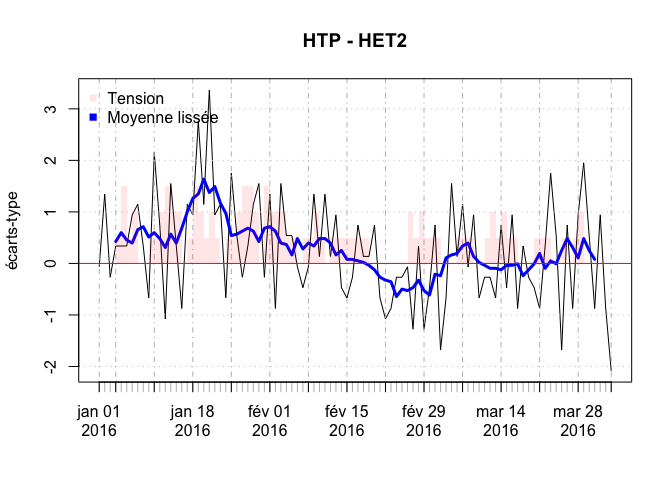 HTP - HET2
Tension
Moyenne lissée
écarts-type
3
2
1
0
-1
-2
jan 01
2016
jan 18
2016
fév 01
2016
fév 15
2016
fév 29
2016
mar 14
2016
mar 28
2016